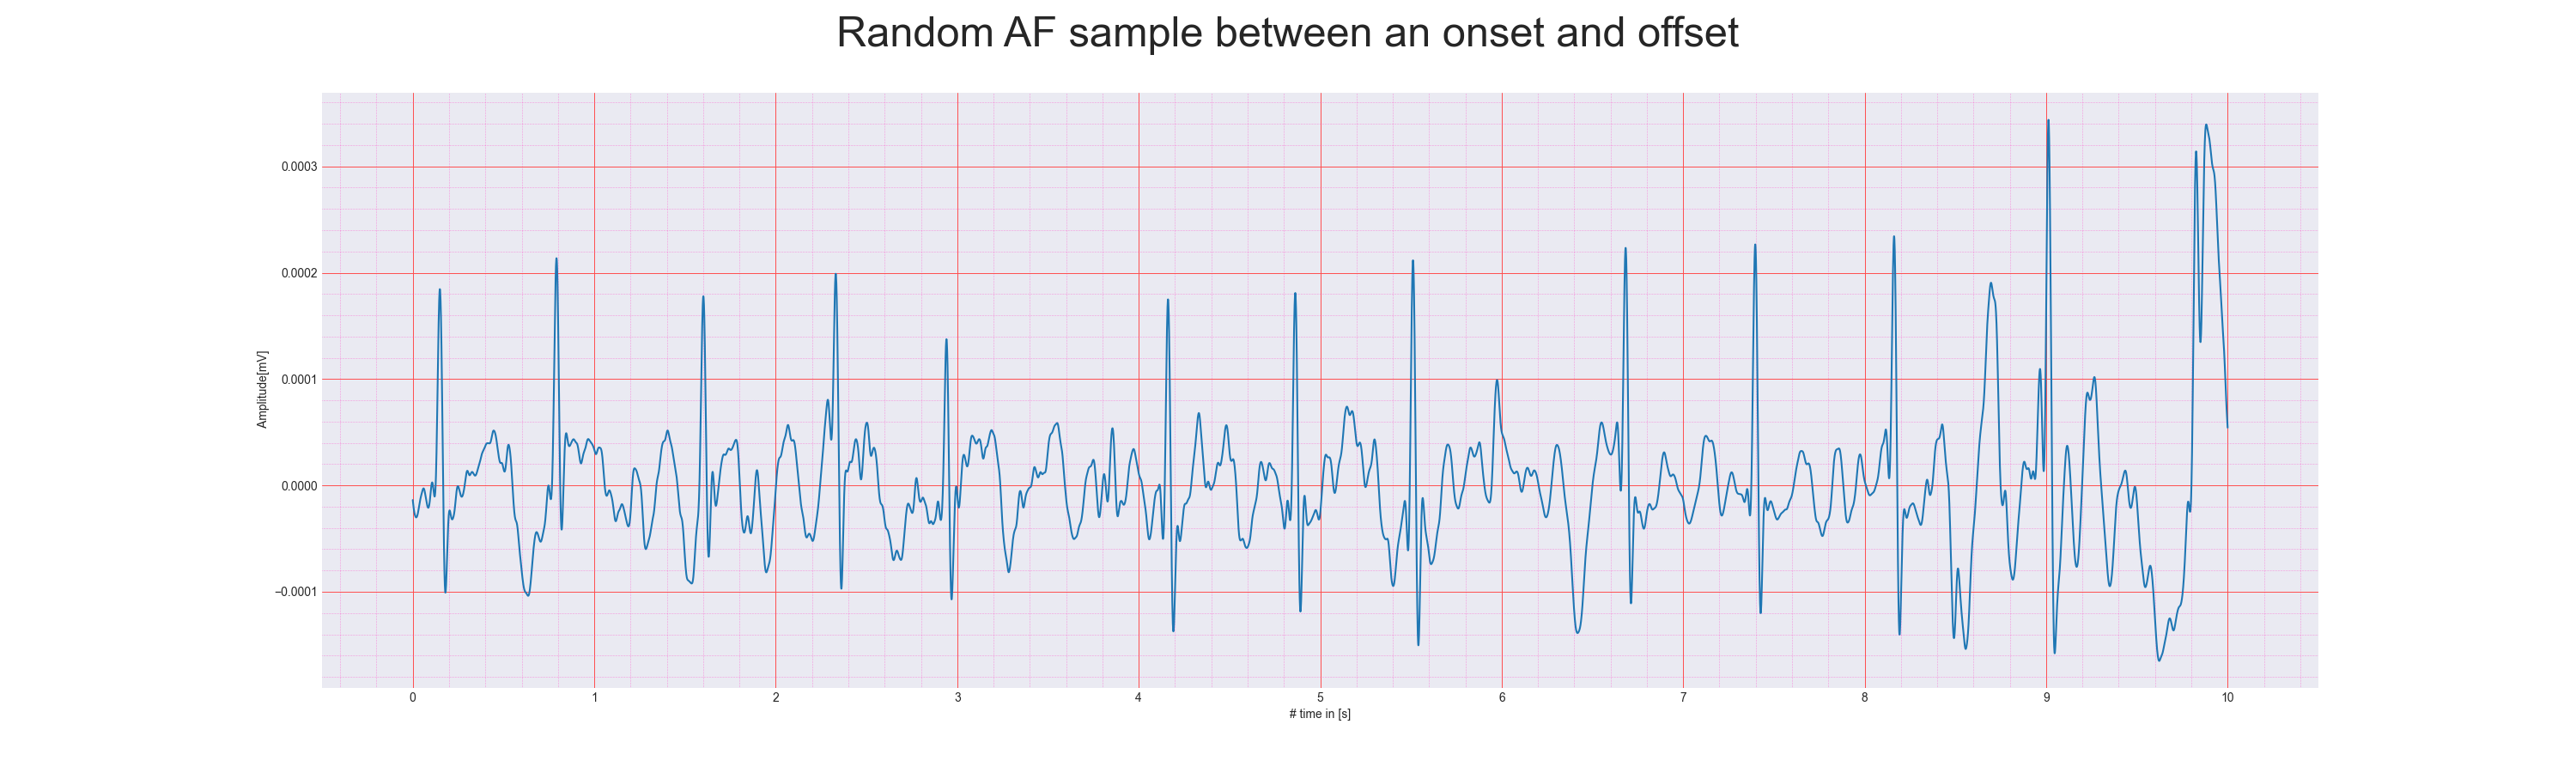 Random AF sample between an onset and offset
Amplitude[mV]
0.0003
0.0002
0.0001
0.0000
−0.0001
0 1 2 3 4 5 6 7 8 9 10
# time in [s]